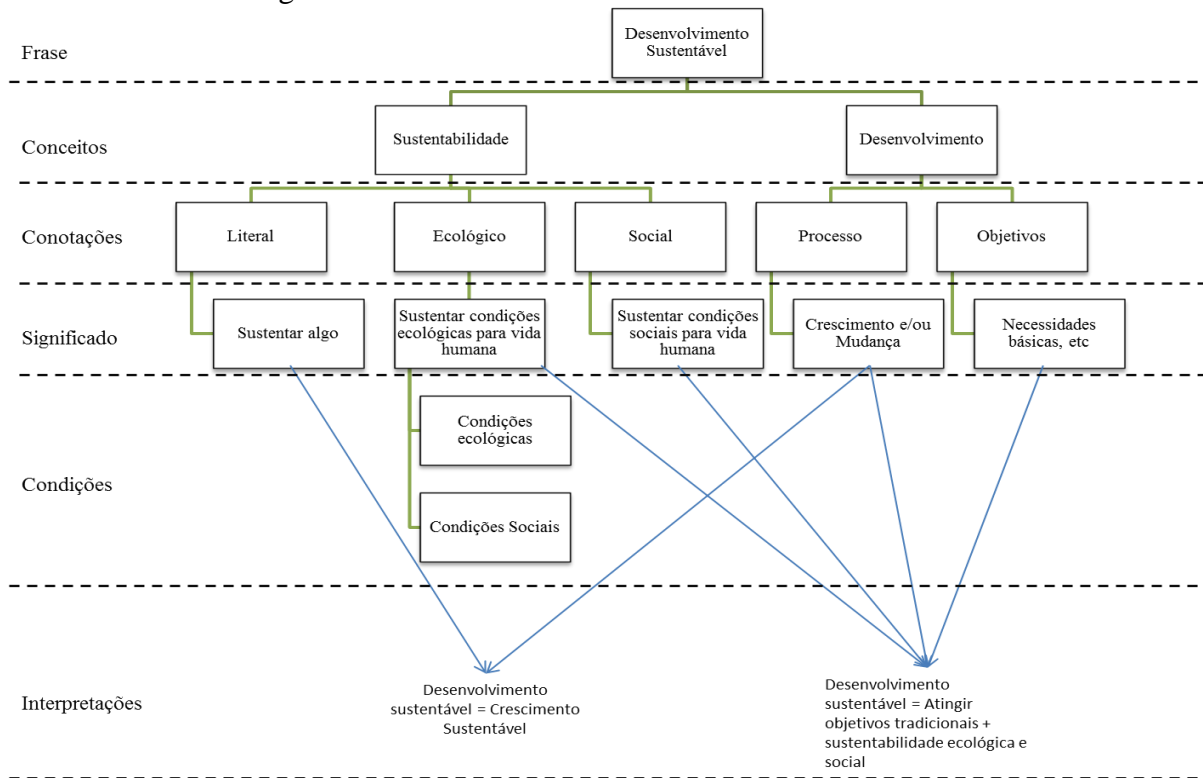 Frase
Desenvolvimento
Sustentável
Conceitos
Sustentabilidade
Desenvolvimento
Conotações
Literal
Ecológico
Social
Processo
Objetivos
Significado
Sustentar algo
Sustentar condições
ecológicas para vida
humana
Sustentar condições
sociais para vida
humana
Crescimento e/ou
Mudança
Necessidades
básicas, etc
Condições
Condições
ecológicas
Condições Sociais
Interpretações
Desenvolvimento
sustentável = Crescimento
Sustentável
Desenvolvimento
sustentável = Atingir
objetivos tradicionais +
sustentabilidade ecológica e
social